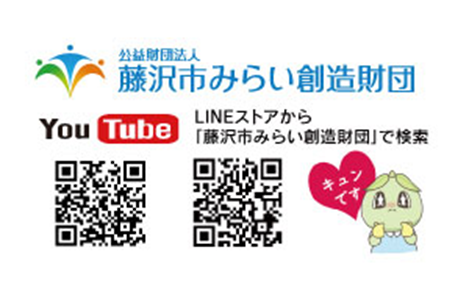 公益財団法人
藤沢市みらい創造財団
You Tube
LINEストアから
「藤沢市みらい創造財団」で検索
キュン
です